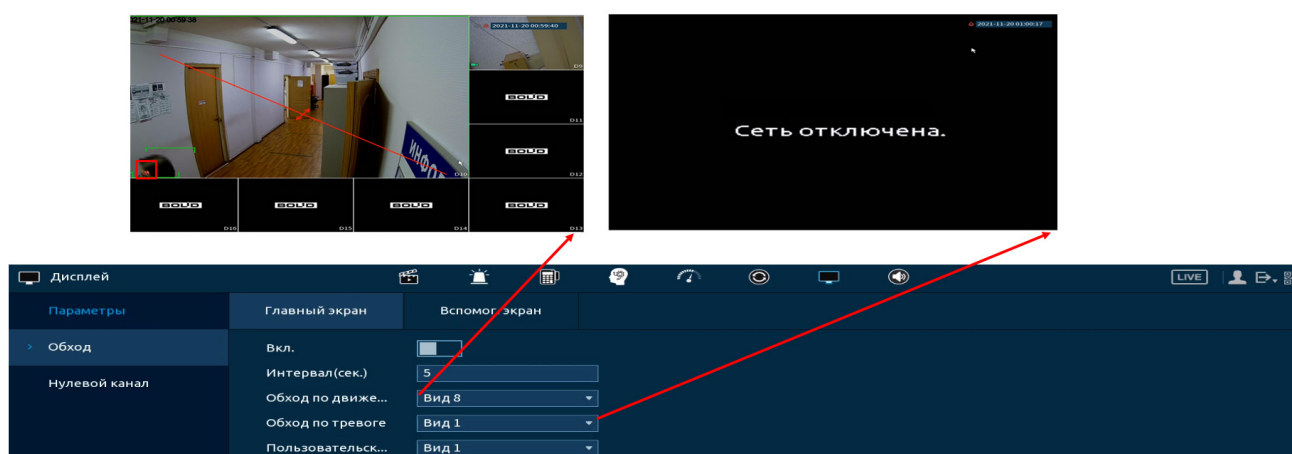 2021-11-20 00:59:38
2021-11-20 00:59:40
D9
BOLID
D11
BOLID
D12
ИНФО
D10
BOLID
D16
BOLID
D15
BOLID
D14
BOLID
D13
2021-11-20 01:00:17
Сеть отключена.
Дисплей
LIVE
Параметры
Главный экран
Вспомог. экран
Обход
Вкл.
Интервал(сек.)
5
Нулевой канал
Обход по движе...
Вид 8
Обход по тревоге
Вид 1
Пользовательск...
Вид 1